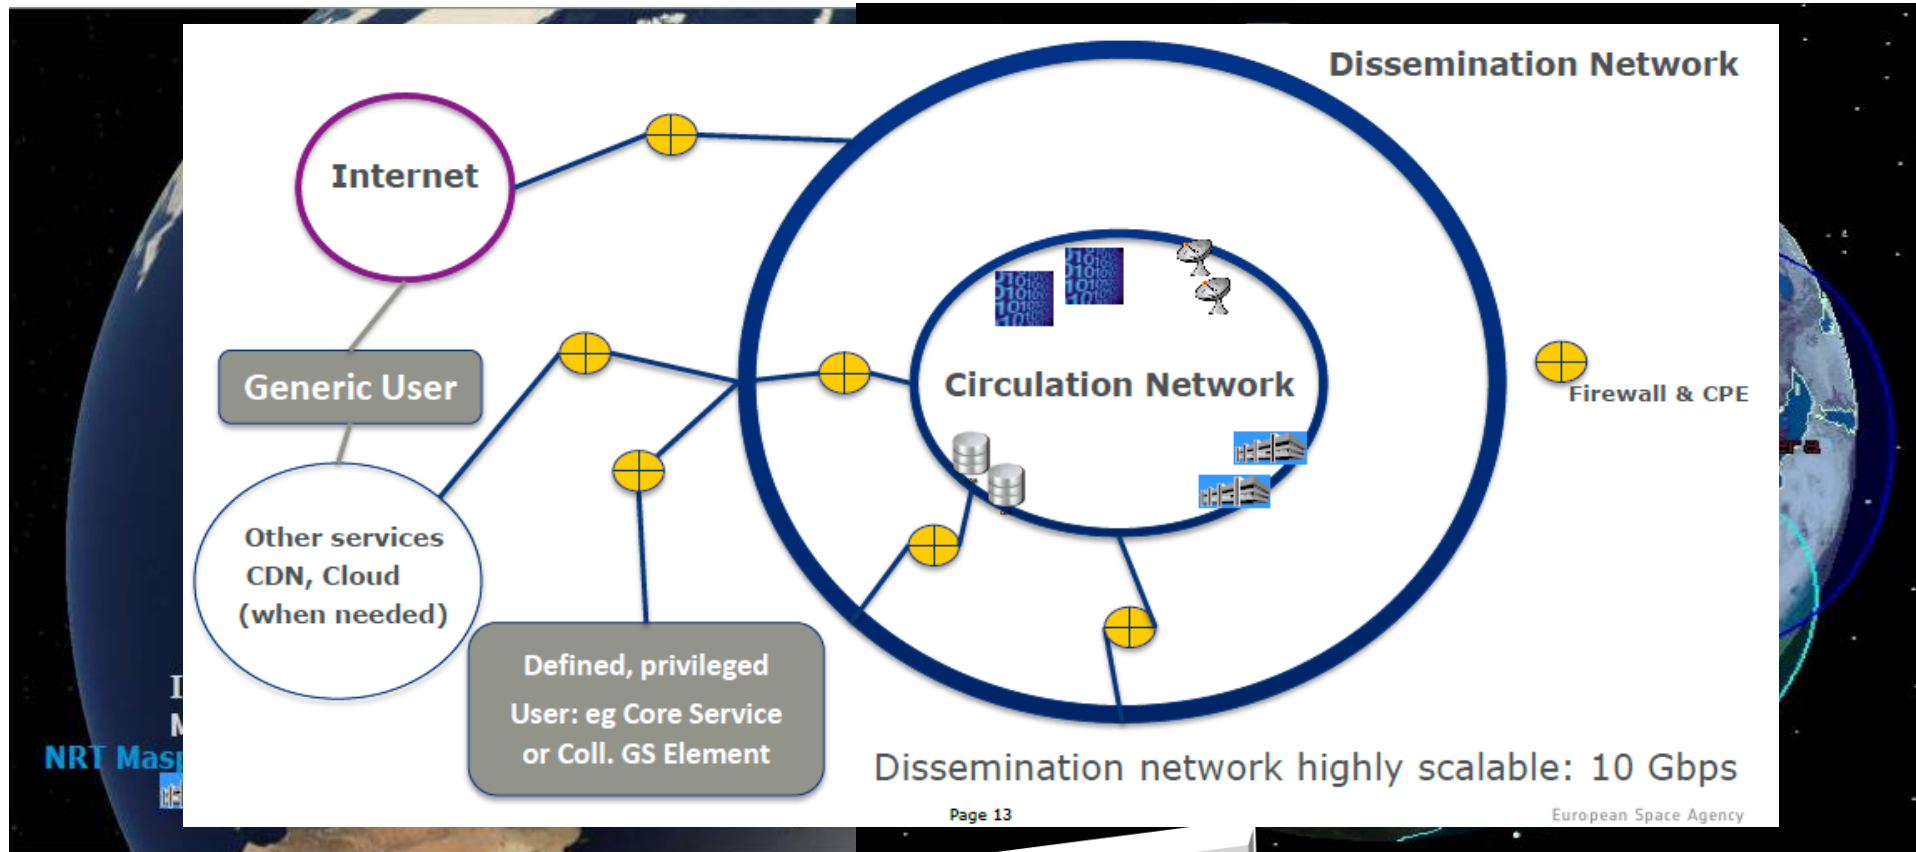 Dissemination Network
Internet
Generic User
Circulation Network
Firewall & CPE
Other services
CDN, Cloud
(when needed)
Defined, privileged
User: eg Core Service
or Coll. GS Element
NRT
Dissemination network highly scalable: 10 Gbps
Page 13
European Space Agency